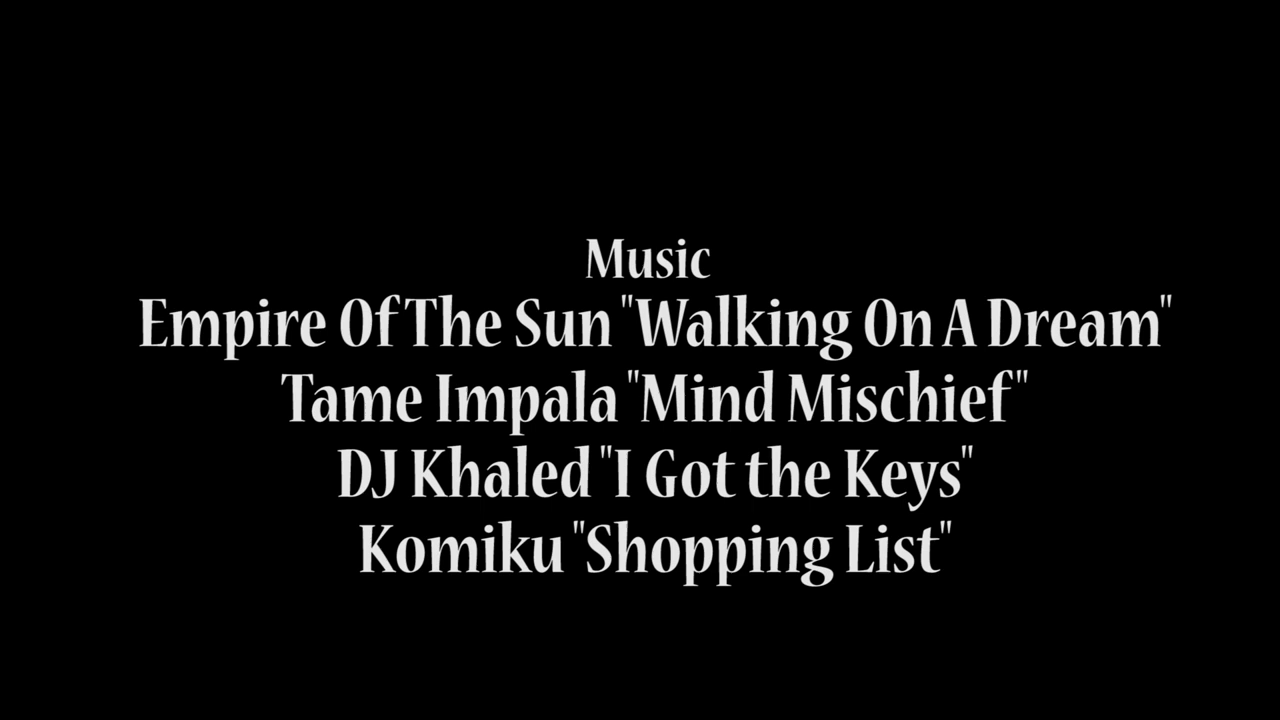 Music
Empire Of The Sun "Walking On A Dream"
Tame Impala "Mind Mischief"
DJ Khaled "I Got the Keys"
Komiku "Shopping List"